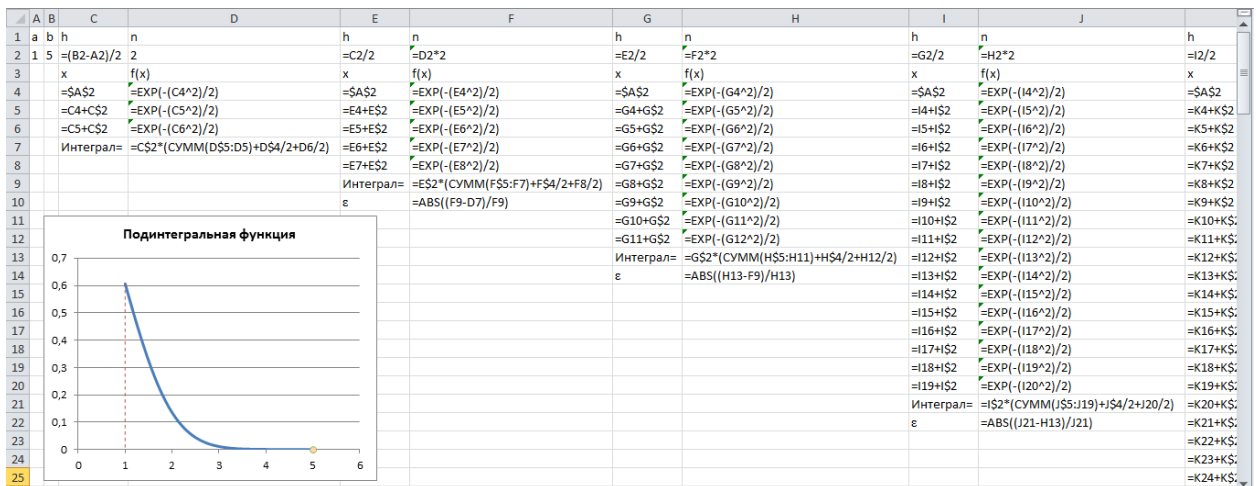 A B C D E F G H I J
1 a b h n h n h n h n h
2 1 5 =(B2-A2)/2 2 =C2/2 =D2*2 =E2/2 =F2*2 =G2/2 =H2*2 =I2/2
3 x f(x) x f(x) x f(x) x f(x) x
4 =$A$2 =EXP(-(C4^2)/2) =$A$2 =EXP(-(E4^2)/2) =$A$2 =EXP(-(G4^2)/2) =$A$2 =EXP(-(I4^2)/2) =$A$2
5 =C4+C$2 =EXP(-(C5^2)/2) =E4+E$2 =EXP(-(E5^2)/2) =G4+G$2 =EXP(-(G5^2)/2) =I4+I$2 =EXP(-(I5^2)/2) =K4+K$2
6 =C5+C$2 =EXP(-(C6^2)/2) =E5+E$2 =EXP(-(E6^2)/2) =G5+G$2 =EXP(-(G6^2)/2) =I5+I$2 =EXP(-(I6^2)/2) =K5+K$2
7 Интеграл= =C$2*(СУММ(D$5:D5)+D$4/2+D6/2) =E6+E$2 =EXP(-(E7^2)/2) =G6+G$2 =EXP(-(G7^2)/2) =I6+I$2 =EXP(-(I7^2)/2) =K6+K$2
8 =E7+E$2 =EXP(-(E8^2)/2) =G7+G$2 =EXP(-(G8^2)/2) =I7+I$2 =EXP(-(I8^2)/2) =K7+K$2
9 Интеграл= =E$2*(СУММ(F$5:F7)+F$4/2+F8/2) =G8+G$2 =EXP(-(G9^2)/2) =I8+I$2 =EXP(-(I9^2)/2) =K8+K$2
10 ε =ABS((F9-D7)/F9) =G9+G$2 =EXP(-(G10^2)/2) =I9+I$2 =EXP(-(I10^2)/2) =K9+K$2
11 =G10+G$2 =EXP(-(G11^2)/2) =I10+I$2 =EXP(-(I11^2)/2) =K10+K$2
12 =G11+G$2 =EXP(-(G12^2)/2) =I11+I$2 =EXP(-(I12^2)/2) =K11+K$2
13 Интеграл= =G$2*(СУММ(H$5:H11)+H$4/2+H12/2) =I12+I$2 =EXP(-(I13^2)/2) =K12+K$2
14 ε =ABS((H13-F9)/H13) =I13+I$2 =EXP(-(I14^2)/2) =K13+K$2
15 =I14+I$2 =EXP(-(I15^2)/2) =K14+K$2
16 =I15+I$2 =EXP(-(I16^2)/2) =K15+K$2
17 =I16+I$2 =EXP(-(I17^2)/2) =K16+K$2
18 =I17+I$2 =EXP(-(I18^2)/2) =K17+K$2
19 =I18+I$2 =EXP(-(I19^2)/2) =K18+K$2
20 =I19+I$2 =EXP(-(I20^2)/2) =K19+K$2
21 Интеграл= =I$2*(СУММ(J$5:J19)+J$4/2+J20/2) =K20+K$2
22 ε =ABS((J21-H13)/J21) =K21+K$2
23 =K22+K$2
24 =K23+K$2
25 =K24+K$2
Подинтегральная функция
0,7
0,6
0,5
0,4
0,3
0,2
0,1
0
0 1 2 3 4 5 6